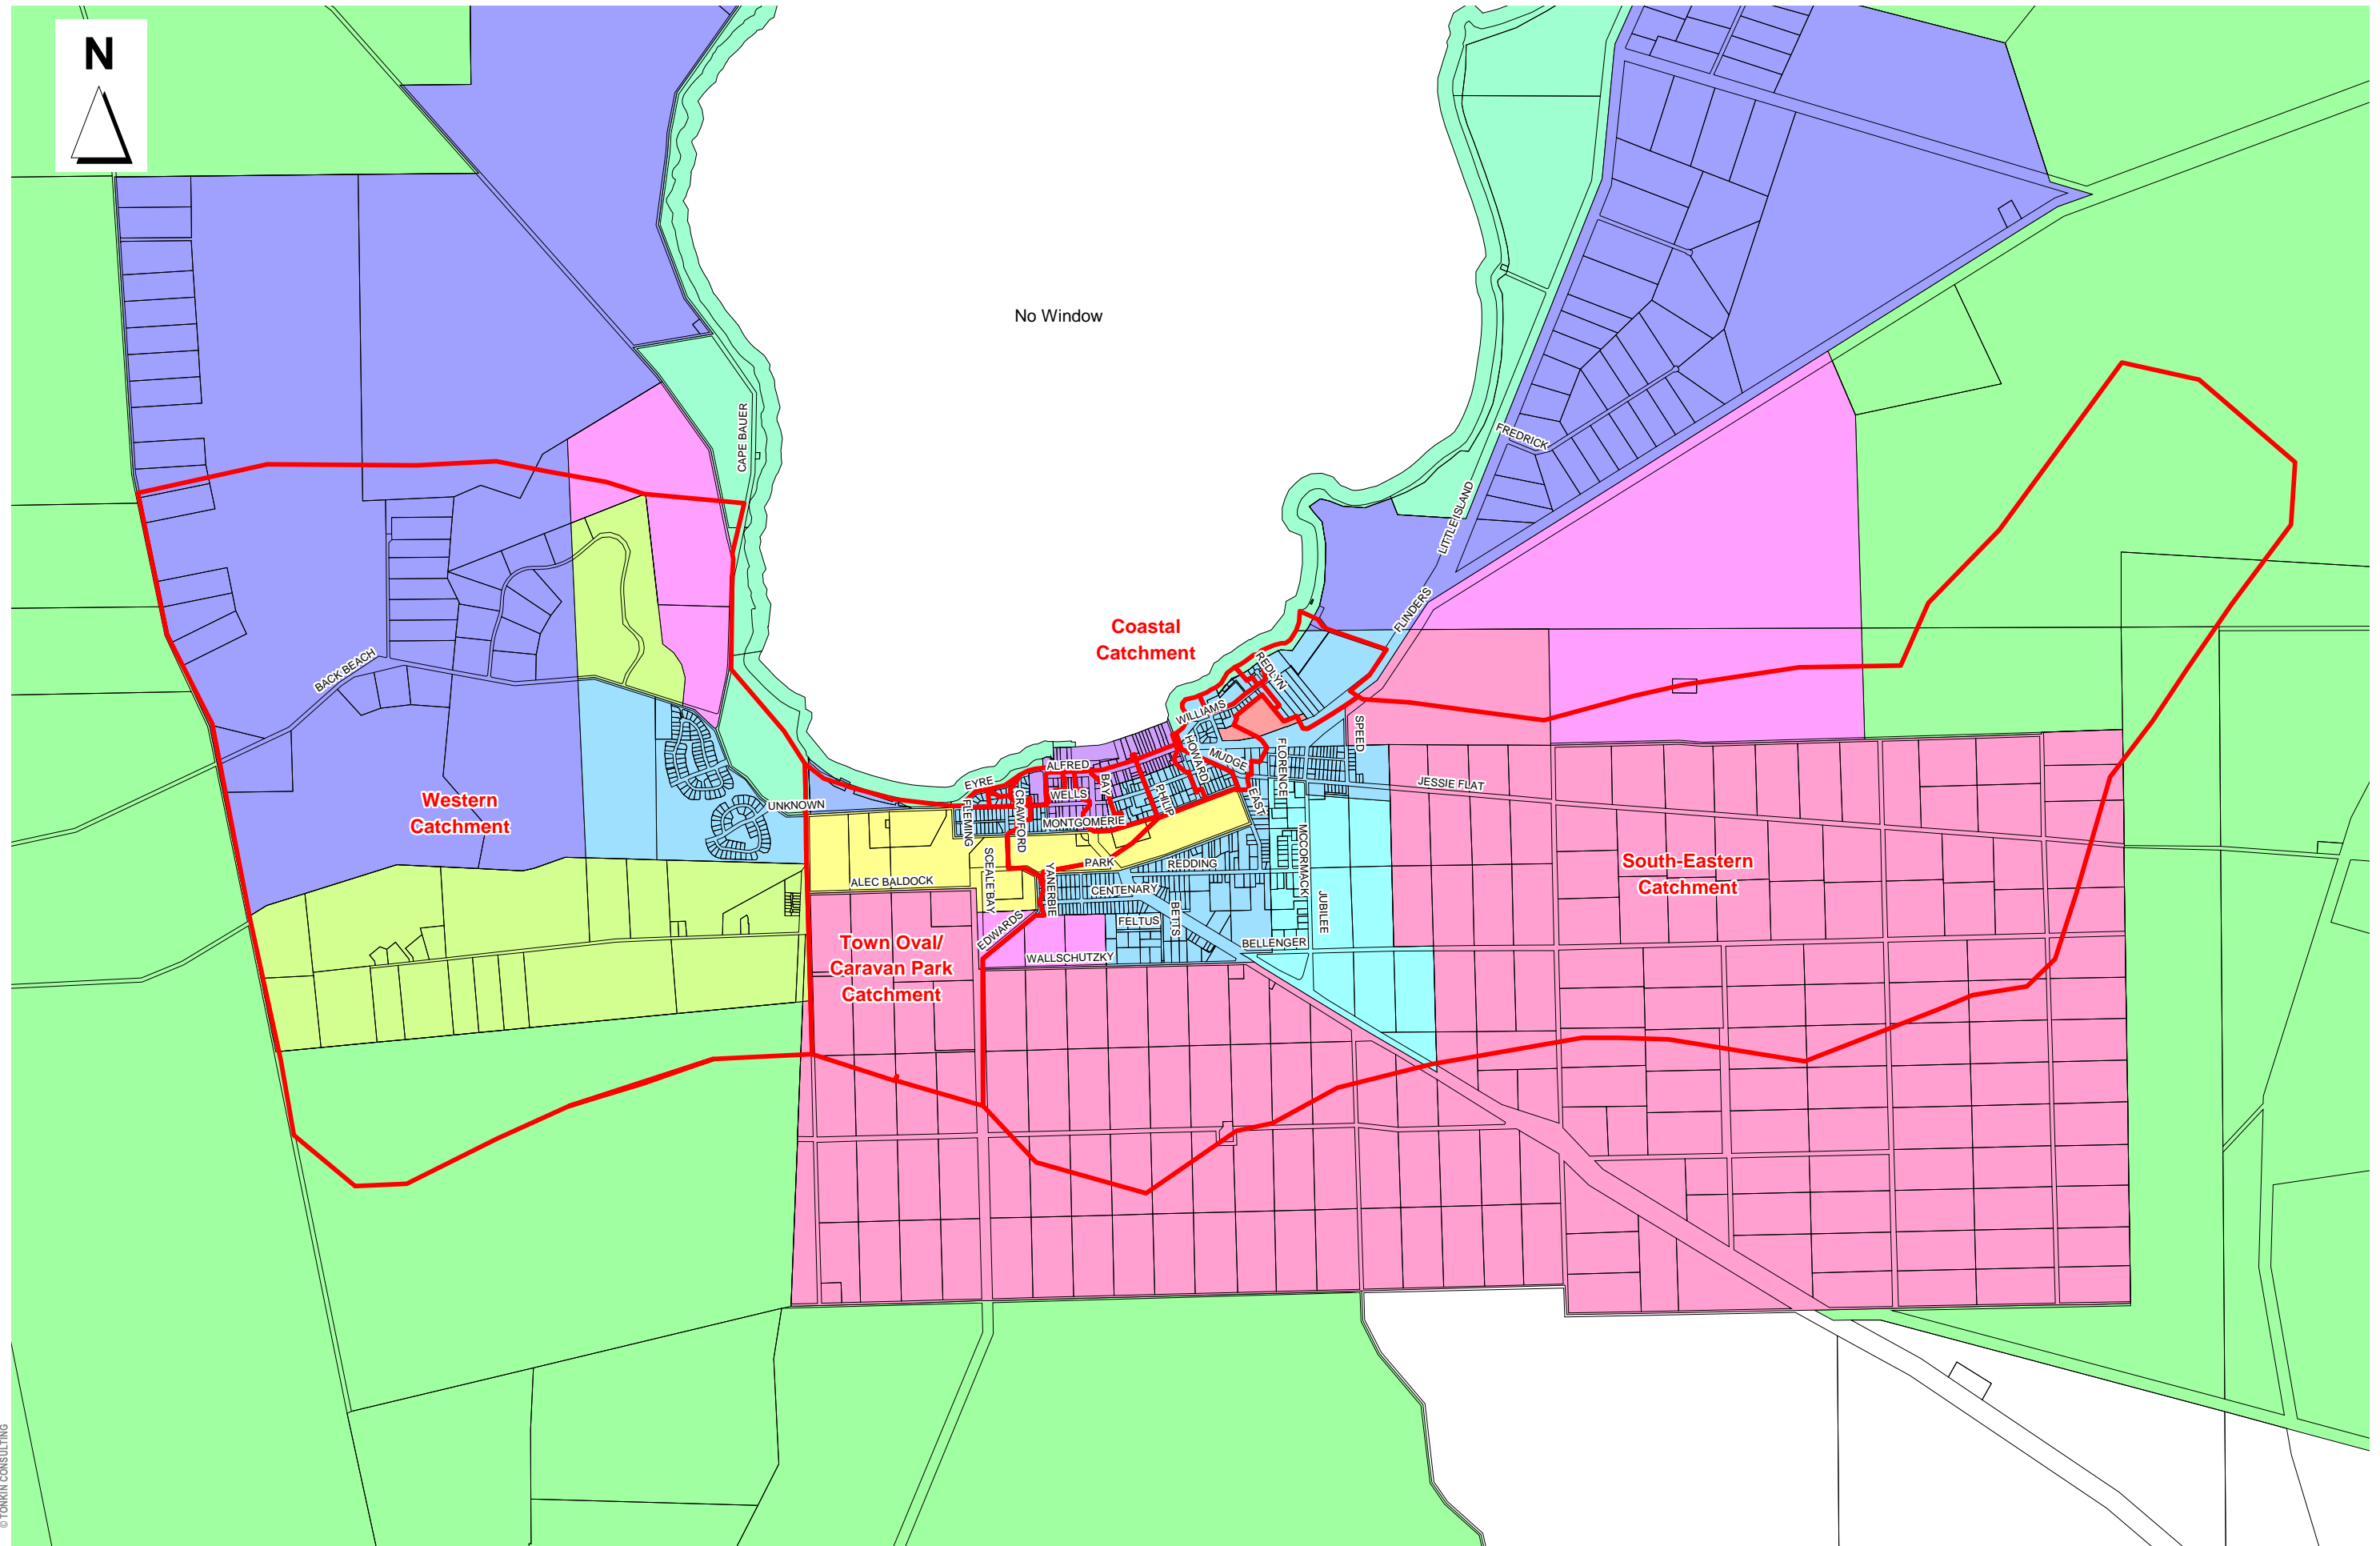 N
No Window
CAPE BAUER
FREDRICK
LITTLE ISLAND
FLINDERS
Coastal
Catchment
BACK BEACH
REDLYN
WILLIAMS
SPEED
HOWARD
MUDGE
FLORENCE
ALFRED
EYRE
BAY
JESSIE FLAT
Western
Catchment
UNKNOWN
WELLS
PHILIP
EAST
FLEMING
CRAWFORD
MONTGOMERIE
MCCORMACK
South-Eastern
Catchment
PARK
REDDING
SCEALE BAY
YANERBIE
ALEC BALDOCK
CENTENARY
JUBILEE
BETTS
FELTUS
EDWARDS
BELLENGER
Town Oval/
Caravan Park
Catchment
WALLSCHUTZKY
© TONKIN CONSULTING